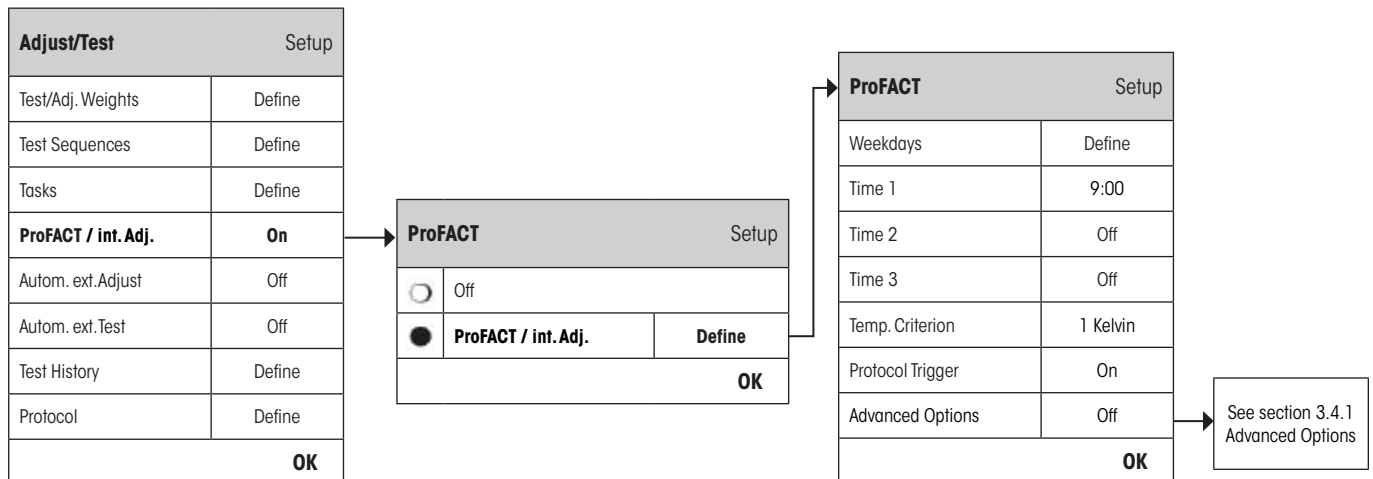 Adjust/Test Setup
Test/Adj. Weights Define
Test Sequences Define
Tasks Define
ProFACT / int. Adj. On
Autom. ext.Adjust Off
Autom. ext.Test Off
Test History Define
Protocol Define
OK
ProFACT Setup
Off
ProFACT / int. Adj. Define
OK
ProFACT Setup
Weekdays Define
Time 1 9:00
Time 2 Off
Time 3 Off
Temp. Criterion 1 Kelvin
Protocol Trigger On
Advanced Options Off
OK
See section 3.4.1
Advanced Options